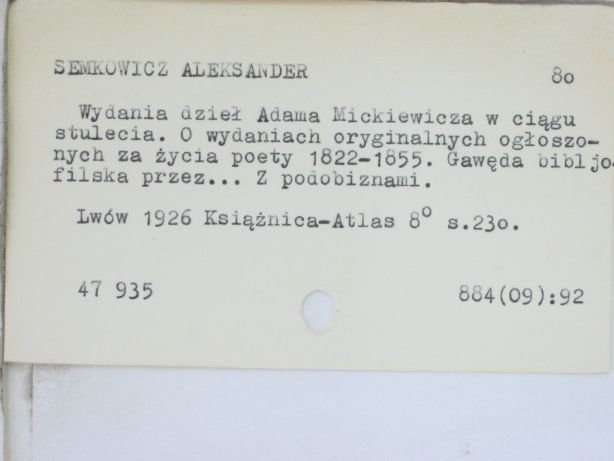 SEMKOWICZ ALEKSANDER 8o
Wydania dzieł Adama Mickiewicza w ciągu
stulecia. O wydaniach oryginalnych ogłoszo-
nych za życia poety 1822-1855. Gawęda bibljo-
filska przez... Z podobiznami.
Lwów 1926 Książnica-Atlas 8º s.23o.
47 935 884(09):92